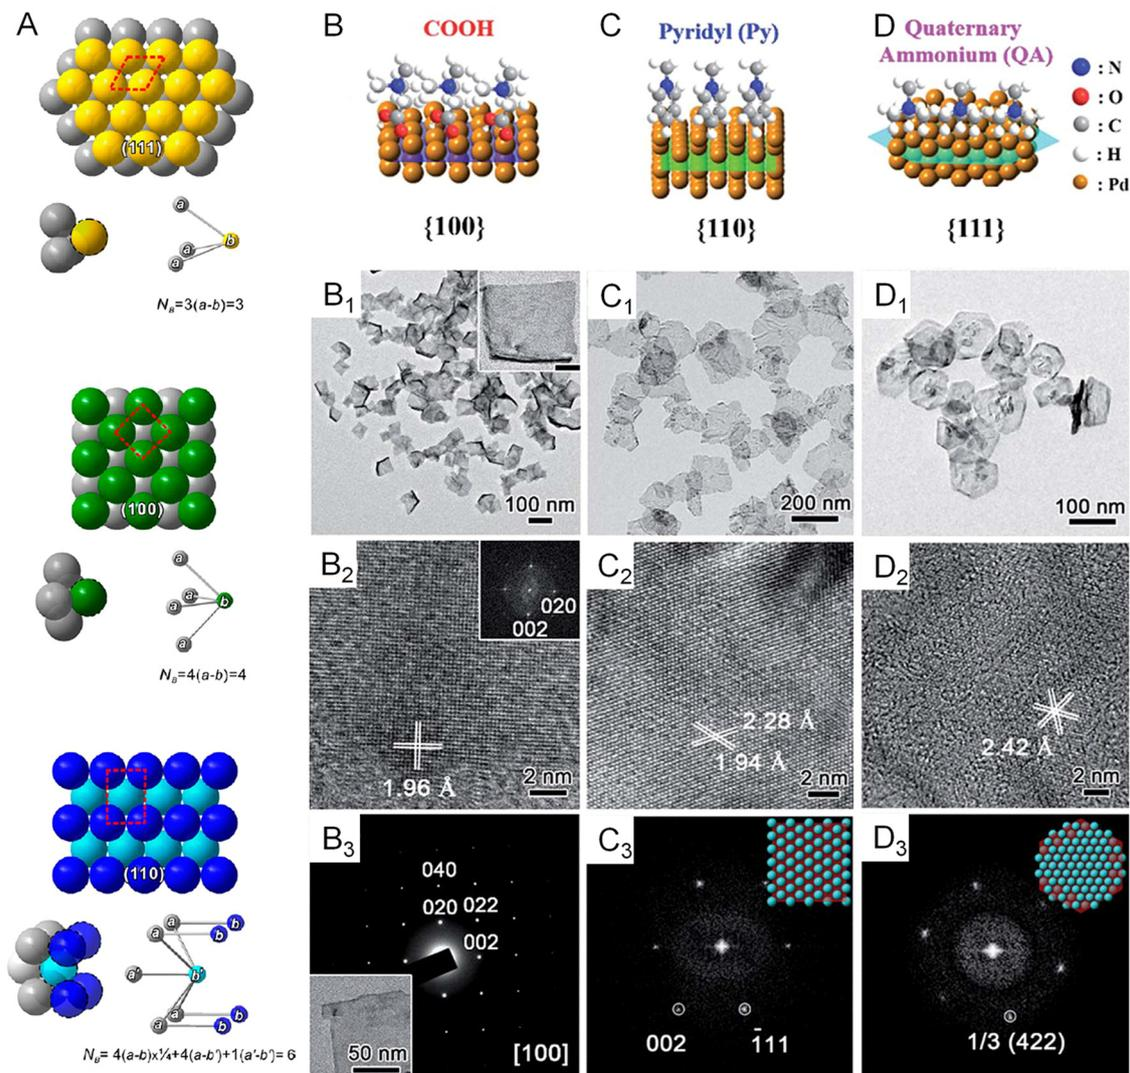 A
(111)
a
a
a
b
N_B=3(a-b)=3
(100)
a
a
a
a
b
N_B=4(a-b)=4
(110)
a
a
b
b
a'
b'
a
a
b
b
N_B= 4(a-b)x¼+4(a-b')+1(a'-b')= 6
B
COOH
{100}
C
Pyridyl (Py)
{110}
D
Quaternary
Ammonium (QA)
: N
: O
: C
: H
: Pd
{111}
B1
100 nm
C1
200 nm
D1
100 nm
B2
020
002
1.96 Å
2 nm
C2
2.28 Å
1.94 Å
2 nm
D2
2.42 Å
2 nm
B3
040
020 022
002
50 nm
[100]
C3
002
1̄11
D3
1/3 (422)